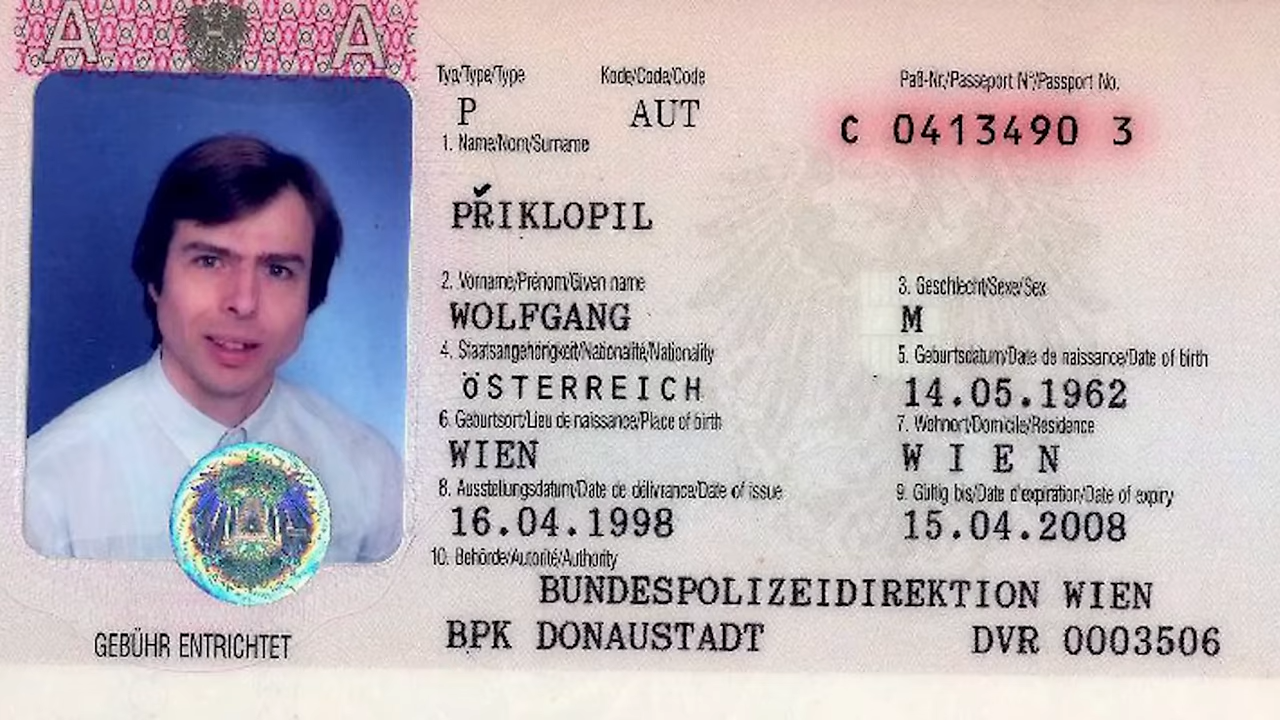 A A
Typ/Type/Type Kode/Code/Code Paß-Nr./Passeport N°/Passport No.
P AUT C 0413490 3
1. Name/Nom/Surname
PŘIKLOPIL
2. Vorname/Prénom/Given name 3. Geschlecht/Sexe/Sex
WOLFGANG M
4. Staatsangehörigkeit/Nationalité/Nationality 5. Geburtsdatum/Date de naissance/Date of birth
öSTERREICH 14.05.1962
6. Geburtsort/Lieu de naissance/Place of birth 7. Wohnort/Domicile/Residence
WIEN W I E N
8. Ausstellungsdatum/Date de délivrance/Date of issue 9. Gültig bis/Date d'expiration/Date of expiry
16.04.1998 15.04.2008
10. Behörde/Autorité/Authority
BUNDESPOLIZEIDIREKTION WIEN
BPK DONAUSTADT DVR 0003506
GEBÜHR ENTRICHTET